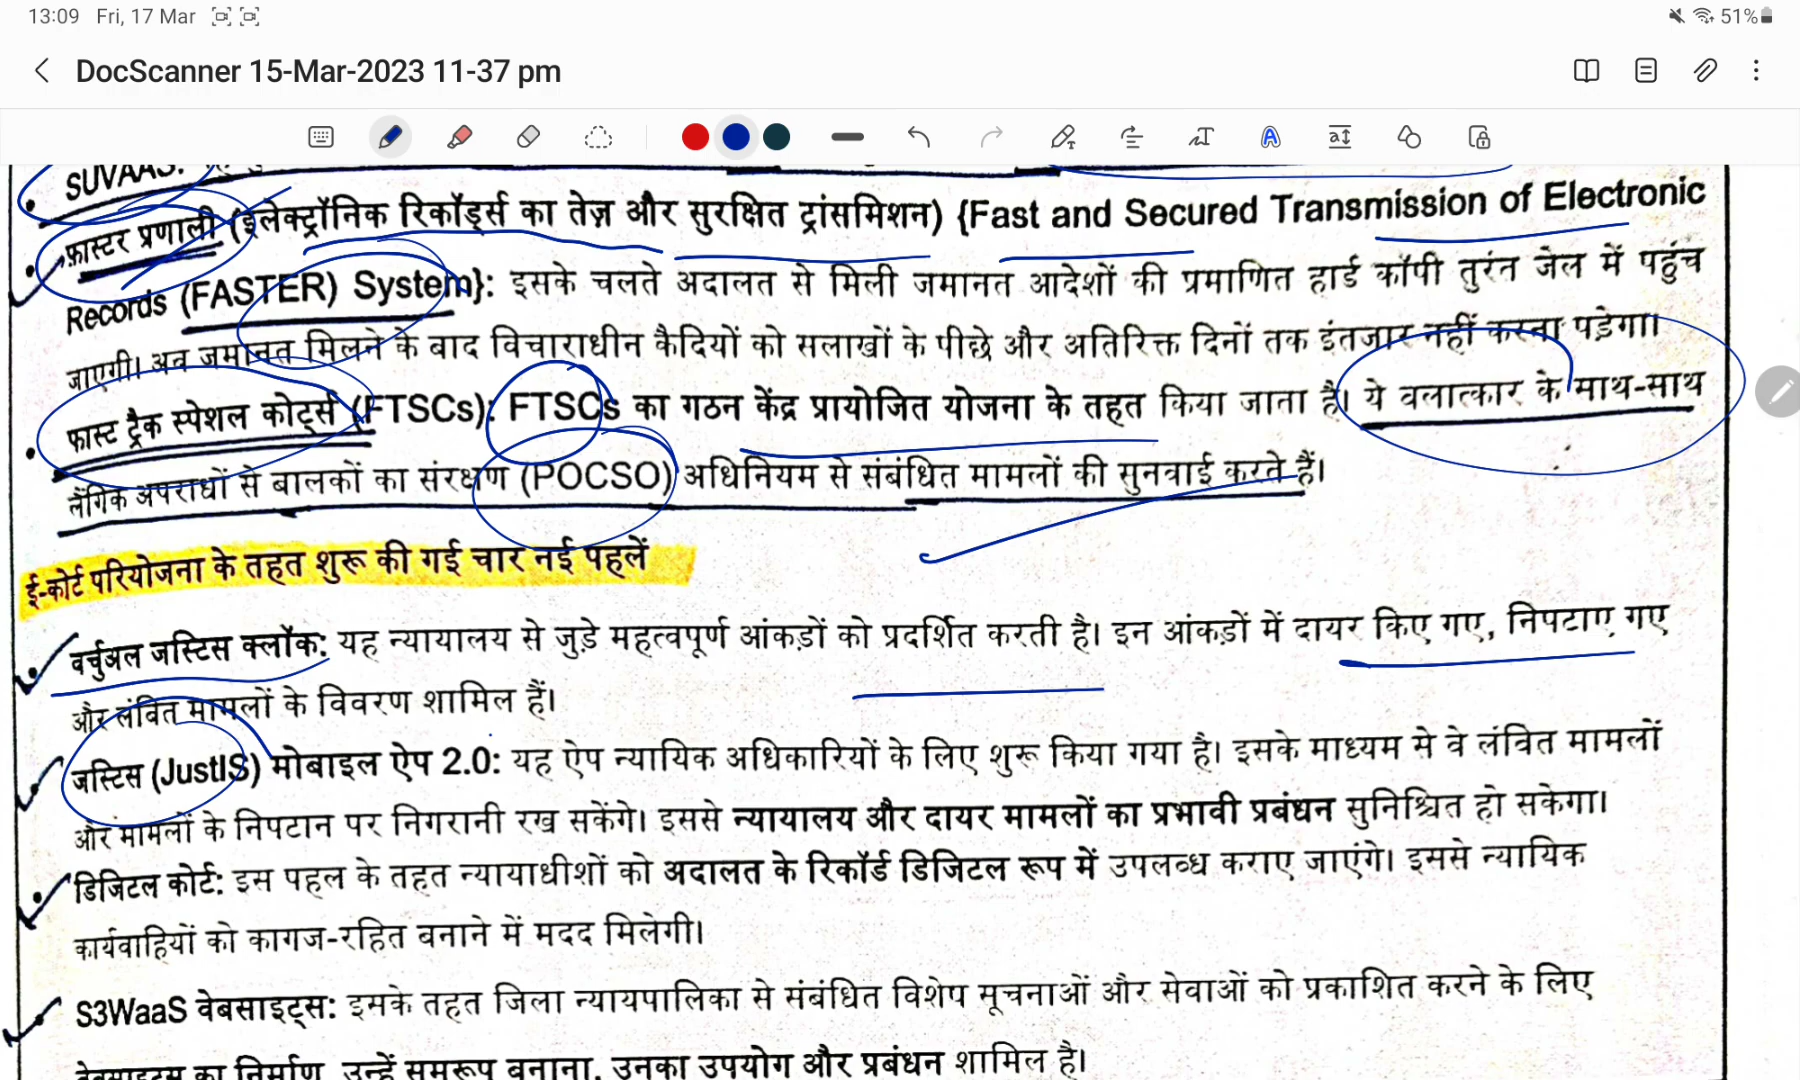 13:09 Fri, 17 Mar 51%
DocScanner 15-Mar-2023 11-37 pm
SUVAAS:
फ़ास्टर प्रणाली (इलेक्ट्रॉनिक रिकॉर्ड्स का तेज़ और सुरक्षित ट्रांसमिशन) {Fast and Secured Transmission of Electronic
Records (FASTER) System}: इसके चलते अदालत से मिली जमानत आदेशों की प्रमाणित हार्ड कॉपी तुरंत जेल में पहुंच
जाएगी। अब जमानत मिलने के बाद विचाराधीन कैदियों को सलाखों के पीछे और अतिरिक्त दिनों तक इंतजार नहीं करना पड़ेगा।
फास्ट ट्रैक स्पेशल कोर्ट्स (FTSCs): FTSCs का गठन केंद्र प्रायोजित योजना के तहत किया जाता है। ये बलात्कार के साथ-साथ
लैंगिक अपराधों से बालकों का संरक्षण (POCSO) अधिनियम से संबंधित मामलों की सुनवाई करते हैं।
ई-कोर्ट परियोजना के तहत शुरू की गई चार नई पहलें
वर्चुअल जस्टिस क्लॉक: यह न्यायालय से जुड़े महत्वपूर्ण आंकड़ों को प्रदर्शित करती है। इन आंकड़ों में दायर किए गए, निपटाए गए
और लंबित मामलों के विवरण शामिल हैं।
जस्टिस (JustIS) मोबाइल ऐप 2.0: यह ऐप न्यायिक अधिकारियों के लिए शुरू किया गया है। इसके माध्यम से वे लंबित मामलों
और मामलों के निपटान पर निगरानी रख सकेंगे। इससे न्यायालय और दायर मामलों का प्रभावी प्रबंधन सुनिश्चित हो सकेगा।
डिजिटल कोर्ट: इस पहल के तहत न्यायाधीशों को अदालत के रिकॉर्ड डिजिटल रूप में उपलब्ध कराए जाएंगे। इससे न्यायिक
कार्यवाहियों को कागज-रहित बनाने में मदद मिलेगी।
S3WaaS वेबसाइट्स: इसके तहत जिला न्यायपालिका से संबंधित विशेष सूचनाओं और सेवाओं को प्रकाशित करने के लिए
वेबसाइट्स का निर्माण, उन्हें समरूप बनाना, उनका उपयोग और प्रबंधन शामिल है।